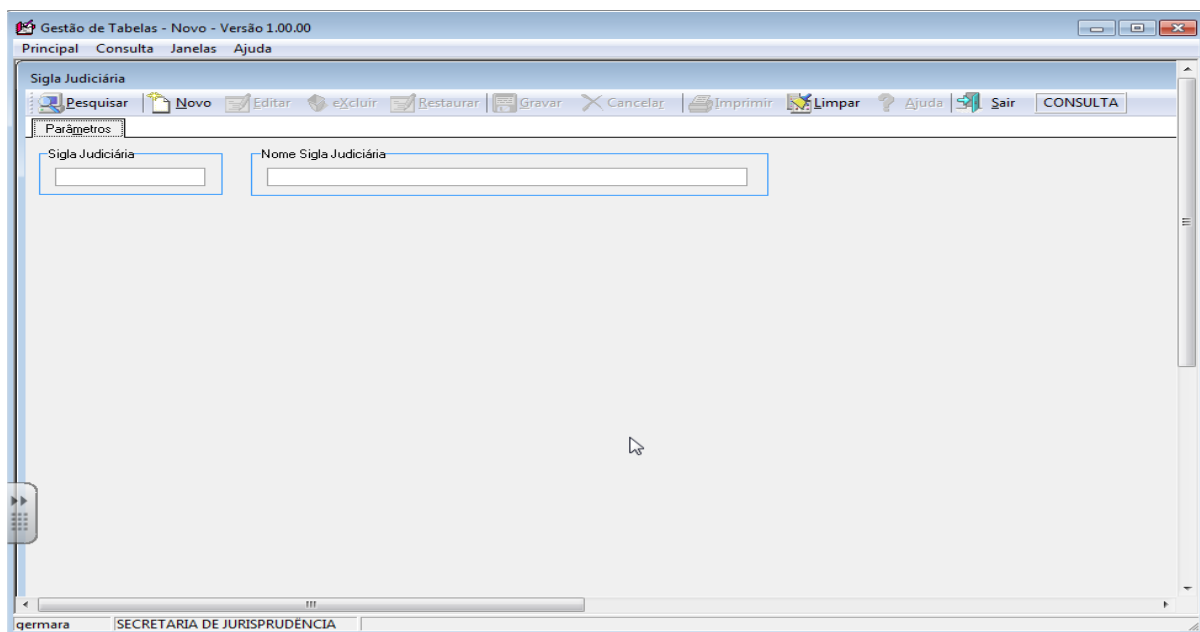 Gestão de Tabelas - Novo - Versão 1.00.00
Principal Consulta Janelas Ajuda
Sigla Judiciária
Pesquisar Novo Editar eXcluir Restaurar Gravar Cancelar Imprimir Limpar Ajuda Sair CONSULTA
Parâmetros
Sigla Judiciária Nome Sigla Judiciária
germara SECRETARIA DE JURISPRUDÊNCIA